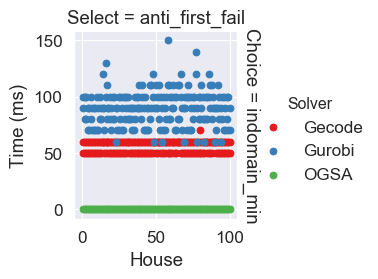 Select = anti_first_fail
Choice = indomain_min
Time (ms)
150
100
50
0
0
50
100
House
Solver
Gecode
Gurobi
OGSA